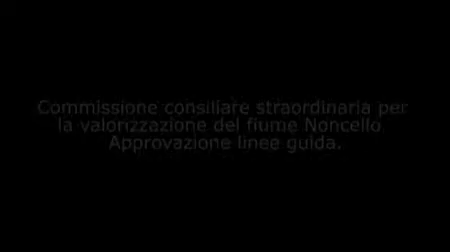 Commissione consiliare straordinaria per
la valorizzazione del fiume Noncello.
Approvazione linee guida.